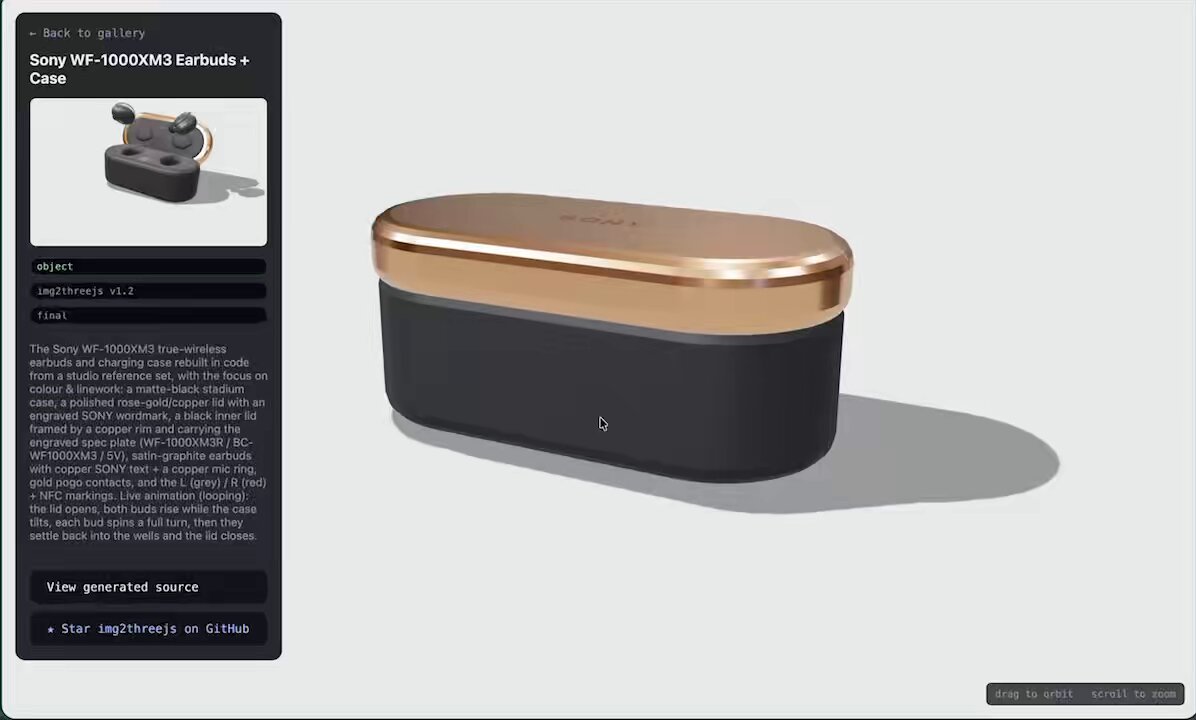 ← Back to gallery
Sony WF-1000XM3 Earbuds +
Case
object
img2threejs v1.2
final
The Sony WF-1000XM3 true-wireless
earbuds and charging case rebuilt in code
from a studio reference set, with the focus on
colour & linework: a matte-black stadium
case, a polished rose-gold/copper lid with an
engraved SONY wordmark, a black inner lid
framed by a copper rim and carrying the
engraved spec plate (WF-1000XM3R / BC-
WF1000XM3 / 5V), satin-graphite earbuds
with copper SONY text + a copper mic ring,
gold pogo contacts, and the L (grey) / R (red)
+ NFC markings. Live animation (looping):
the lid opens, both buds rise while the case
tilts, each bud spins a full turn, then they
settle back into the wells and the lid closes.
View generated source
★ Star img2threejs on GitHub
SONY
drag to orbit scroll to zoom